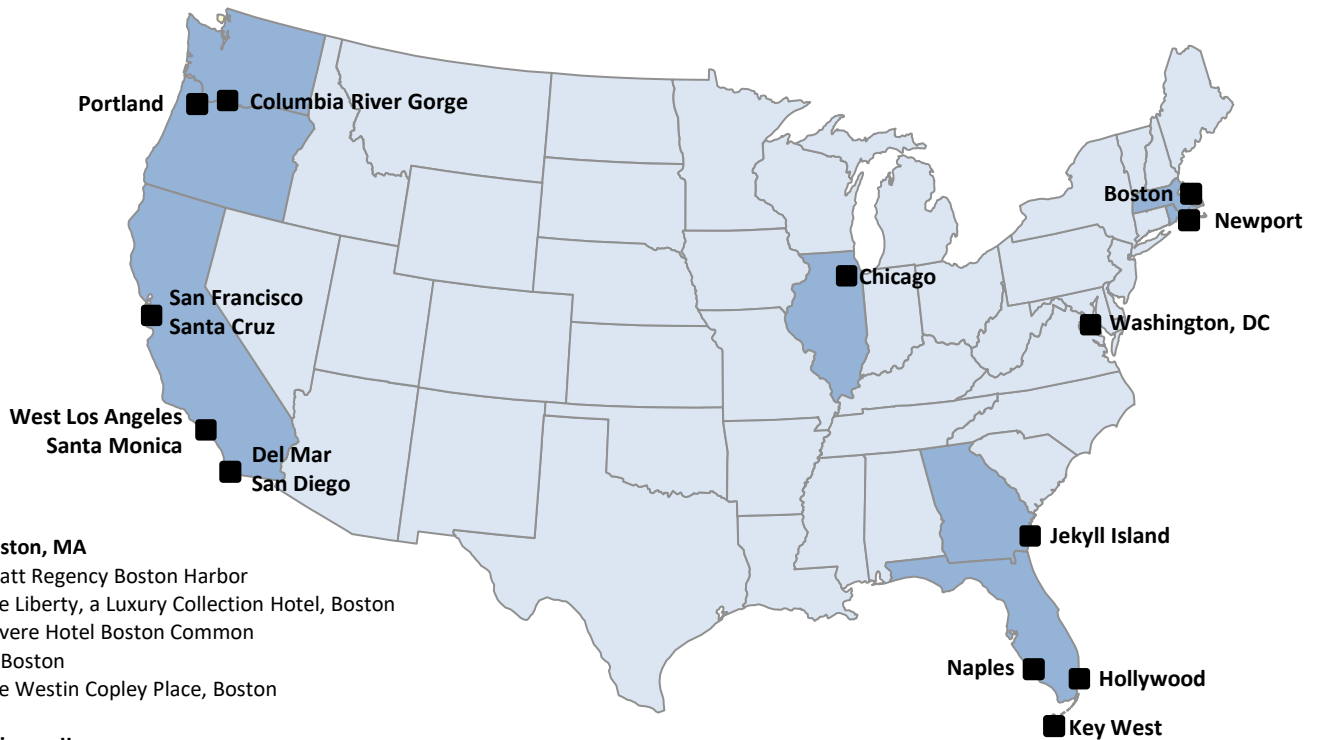 Portland
Columbia River Gorge
Boston
Newport
Chicago
San Francisco
Santa Cruz
Washington, DC
West Los Angeles
Santa Monica
Del Mar
San Diego
Jekyll Island
ston, MA
att Regency Boston Harbor
e Liberty, a Luxury Collection Hotel, Boston
vere Hotel Boston Common
Boston
e Westin Copley Place, Boston
Naples
Hollywood
Key West